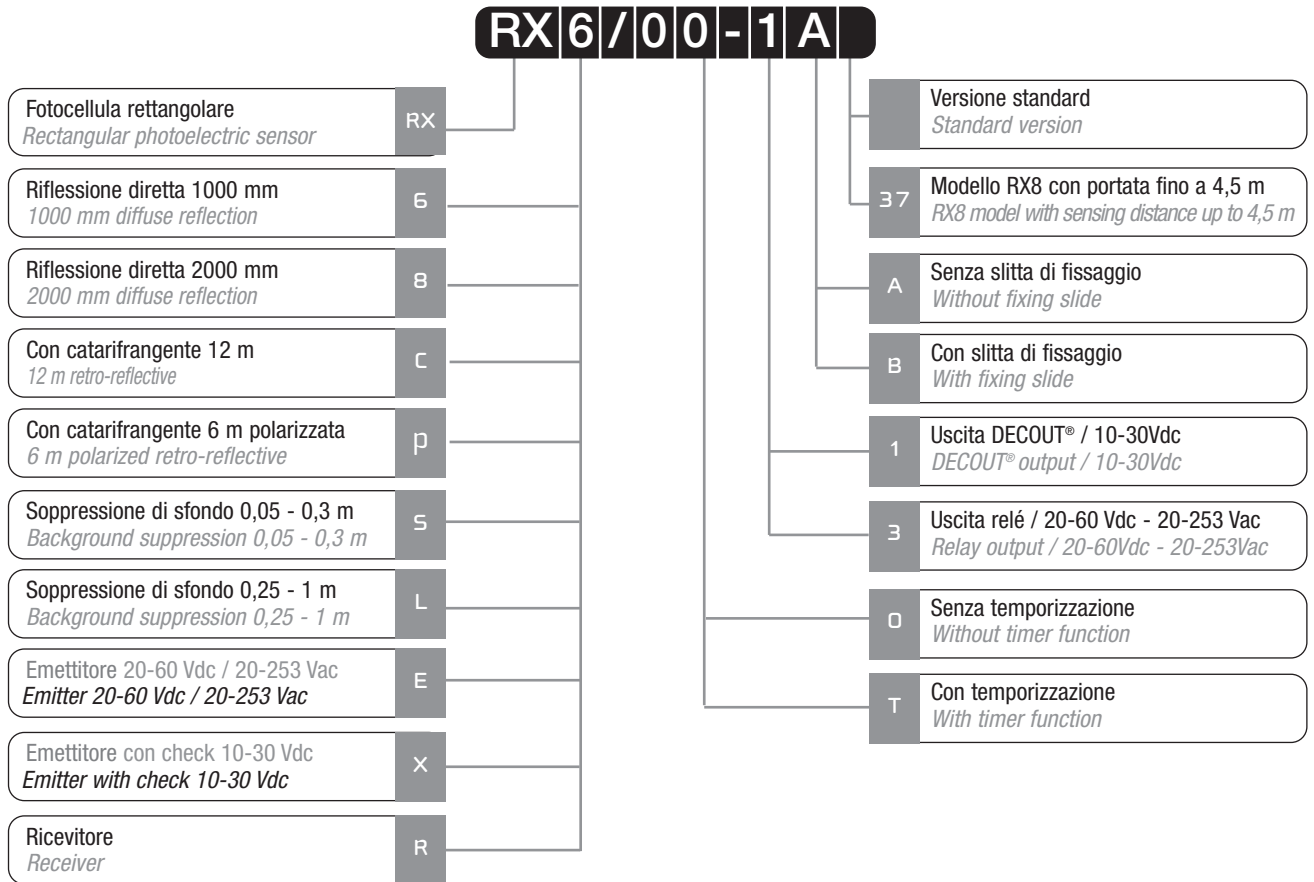 RX6/00-1A
Fotocellula rettangolare
Rectangular photoelectric sensor
RX
Riflessione diretta 1000 mm
1000 mm diffuse reflection
6
Riflessione diretta 2000 mm
2000 mm diffuse reflection
8
Con catarifrangente 12 m
12 m retro-reflective
C
Con catarifrangente 6 m polarizzata
6 m polarized retro-reflective
P
Soppressione di sfondo 0,05 - 0,3 m
Background suppression 0,05 - 0,3 m
S
Soppressione di sfondo 0,25 - 1 m
Background suppression 0,25 - 1 m
L
Emettitore 20-60 Vdc / 20-253 Vac
Emitter 20-60 Vdc / 20-253 Vac
E
Emettitore con check 10-30 Vdc
Emitter with check 10-30 Vdc
X
Ricevitore
Receiver
R
Versione standard
Standard version
37
Modello RX8 con portata fino a 4,5 m
RX8 model with sensing distance up to 4,5 m
A
Senza slitta di fissaggio
Without fixing slide
B
Con slitta di fissaggio
With fixing slide
1
Uscita DECOUT® / 10-30Vdc
DECOUT® output / 10-30Vdc
3
Uscita relé / 20-60 Vdc - 20-253 Vac
Relay output / 20-60Vdc - 20-253Vac
0
Senza temporizzazione
Without timer function
T
Con temporizzazione
With timer function